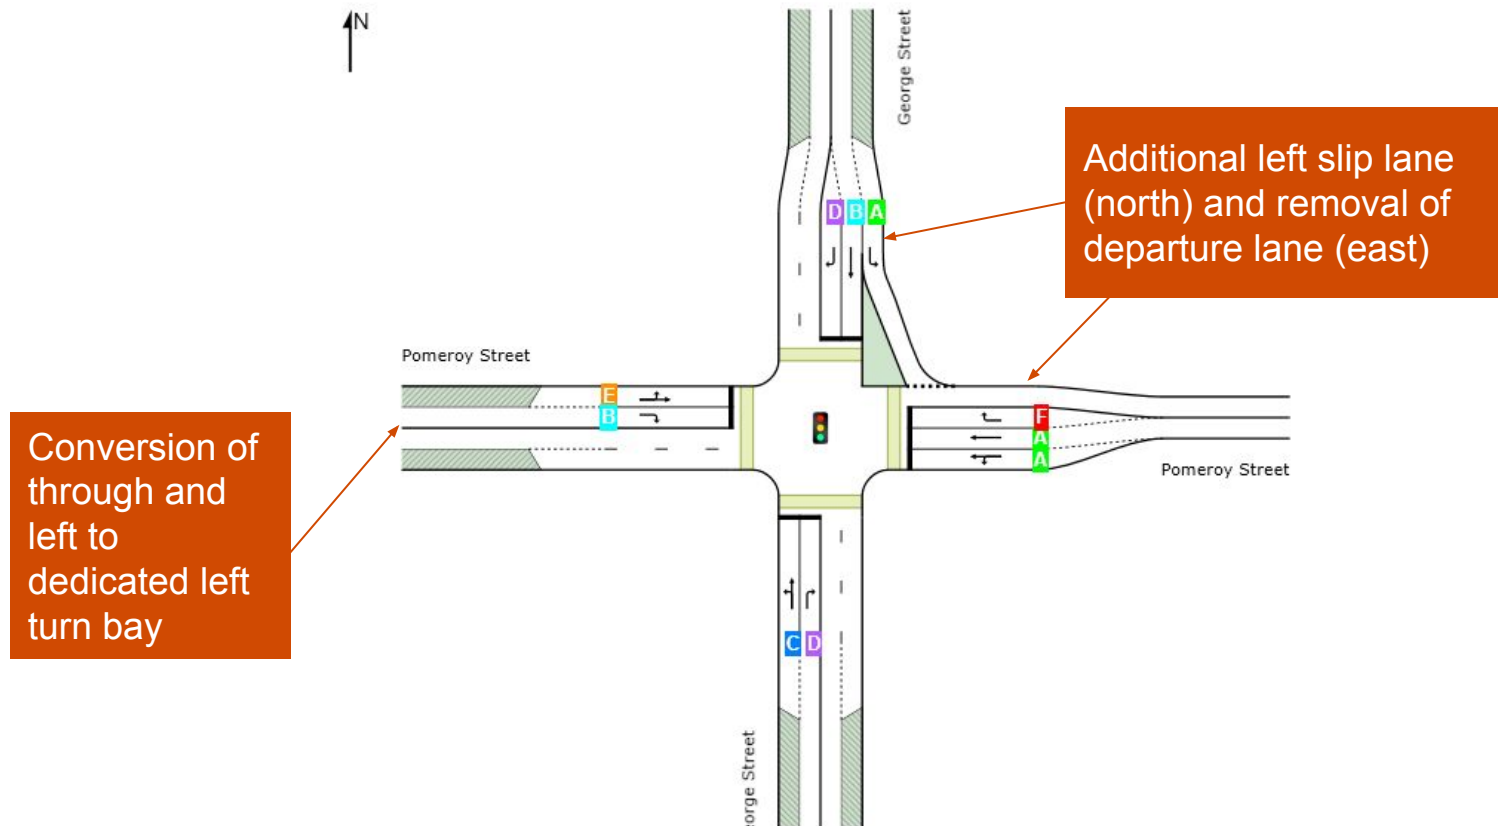 N
George Street
Additional left slip lane
(north) and removal of
departure lane (east)
D B A
Pomeroy Street
E
B
F
A
A
Pomeroy Street
Conversion of
through and
left to
dedicated left
turn bay
C D
eorge Street